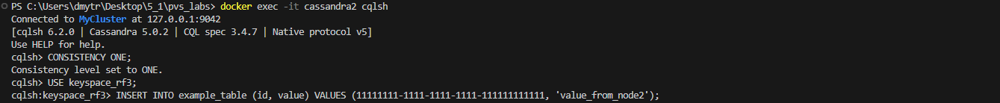 PS C:\Users\dmytr\Desktop\5_1\pvs_labs> docker exec -it cassandra2 cqlsh
Connected to MyCluster at 127.0.0.1:9042
[cqlsh 6.2.0 | Cassandra 5.0.2 | CQL spec 3.4.7 | Native protocol v5]
Use HELP for help.
cqlsh> CONSISTENCY ONE;
Consistency level set to ONE.
cqlsh> USE keyspace_rf3;
cqlsh:keyspace_rf3> INSERT INTO example_table (id, value) VALUES (11111111-1111-1111-1111-111111111111, 'value_from_node2');